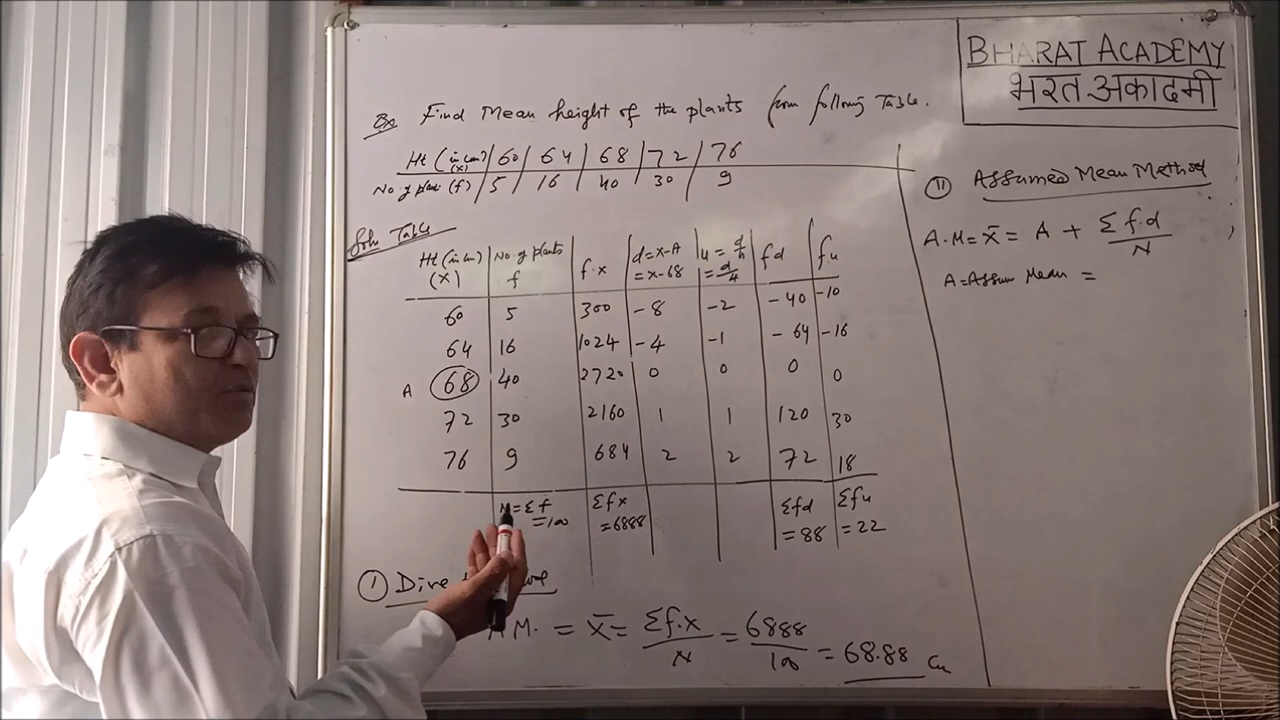 BHARAT ACADEMY
भरत अकादमी
Ex Find Mean height of the plants from following Table.
Ht (in cm) (x) 60 64 68 72 76
No of plan (f) 5 16 40 30 9
Soln Table
Ht (in cm) (X) No. of plants f f.x d=x-A =x-68 u = d/h = d/4 fd fu
60 5 300 -8 -2 -40 -10
64 16 1024 -4 -1 -64 -16
A 68 40 2720 0 0 0 0
72 30 2160 1 1 120 30
76 9 684 2 2 72 18
N=Σf =100 Σfx =6888 Σfd =88 Σfu =22
I
M. = X̄ = Σf.x/N = 6888/100 = 68.88 cm
II Assumed Mean Method
A.M = x̄ = A + Σf.d/N
A=Assum Mean =